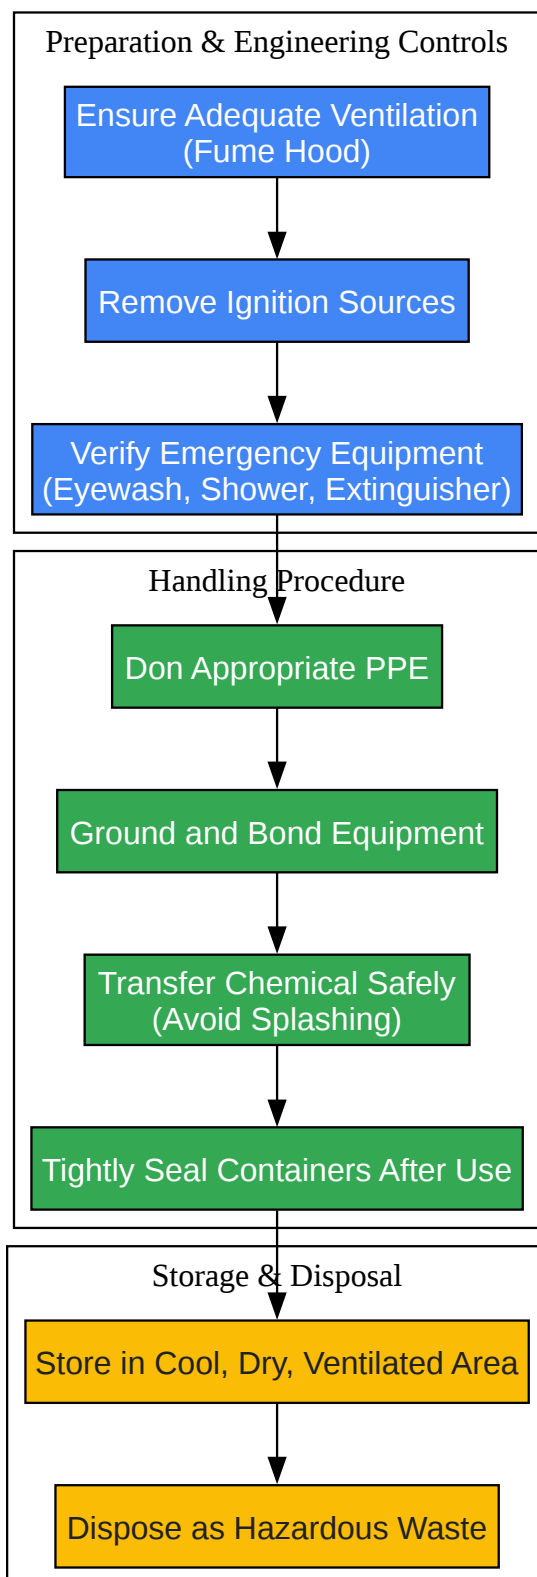 Preparation & Engineering Controls
Ensure Adequate Ventilation
(Fume Hood)
Remove Ignition Sources
Verify Emergency Equipment
(Eyewash, Shower, Extinguisher)
Handling Procedure
Don Appropriate PPE
Ground and Bond Equipment
Transfer Chemical Safely
(Avoid Splashing)
Tightly Seal Containers After Use
Storage & Disposal
Store in Cool, Dry, Ventilated Area
Dispose as Hazardous Waste